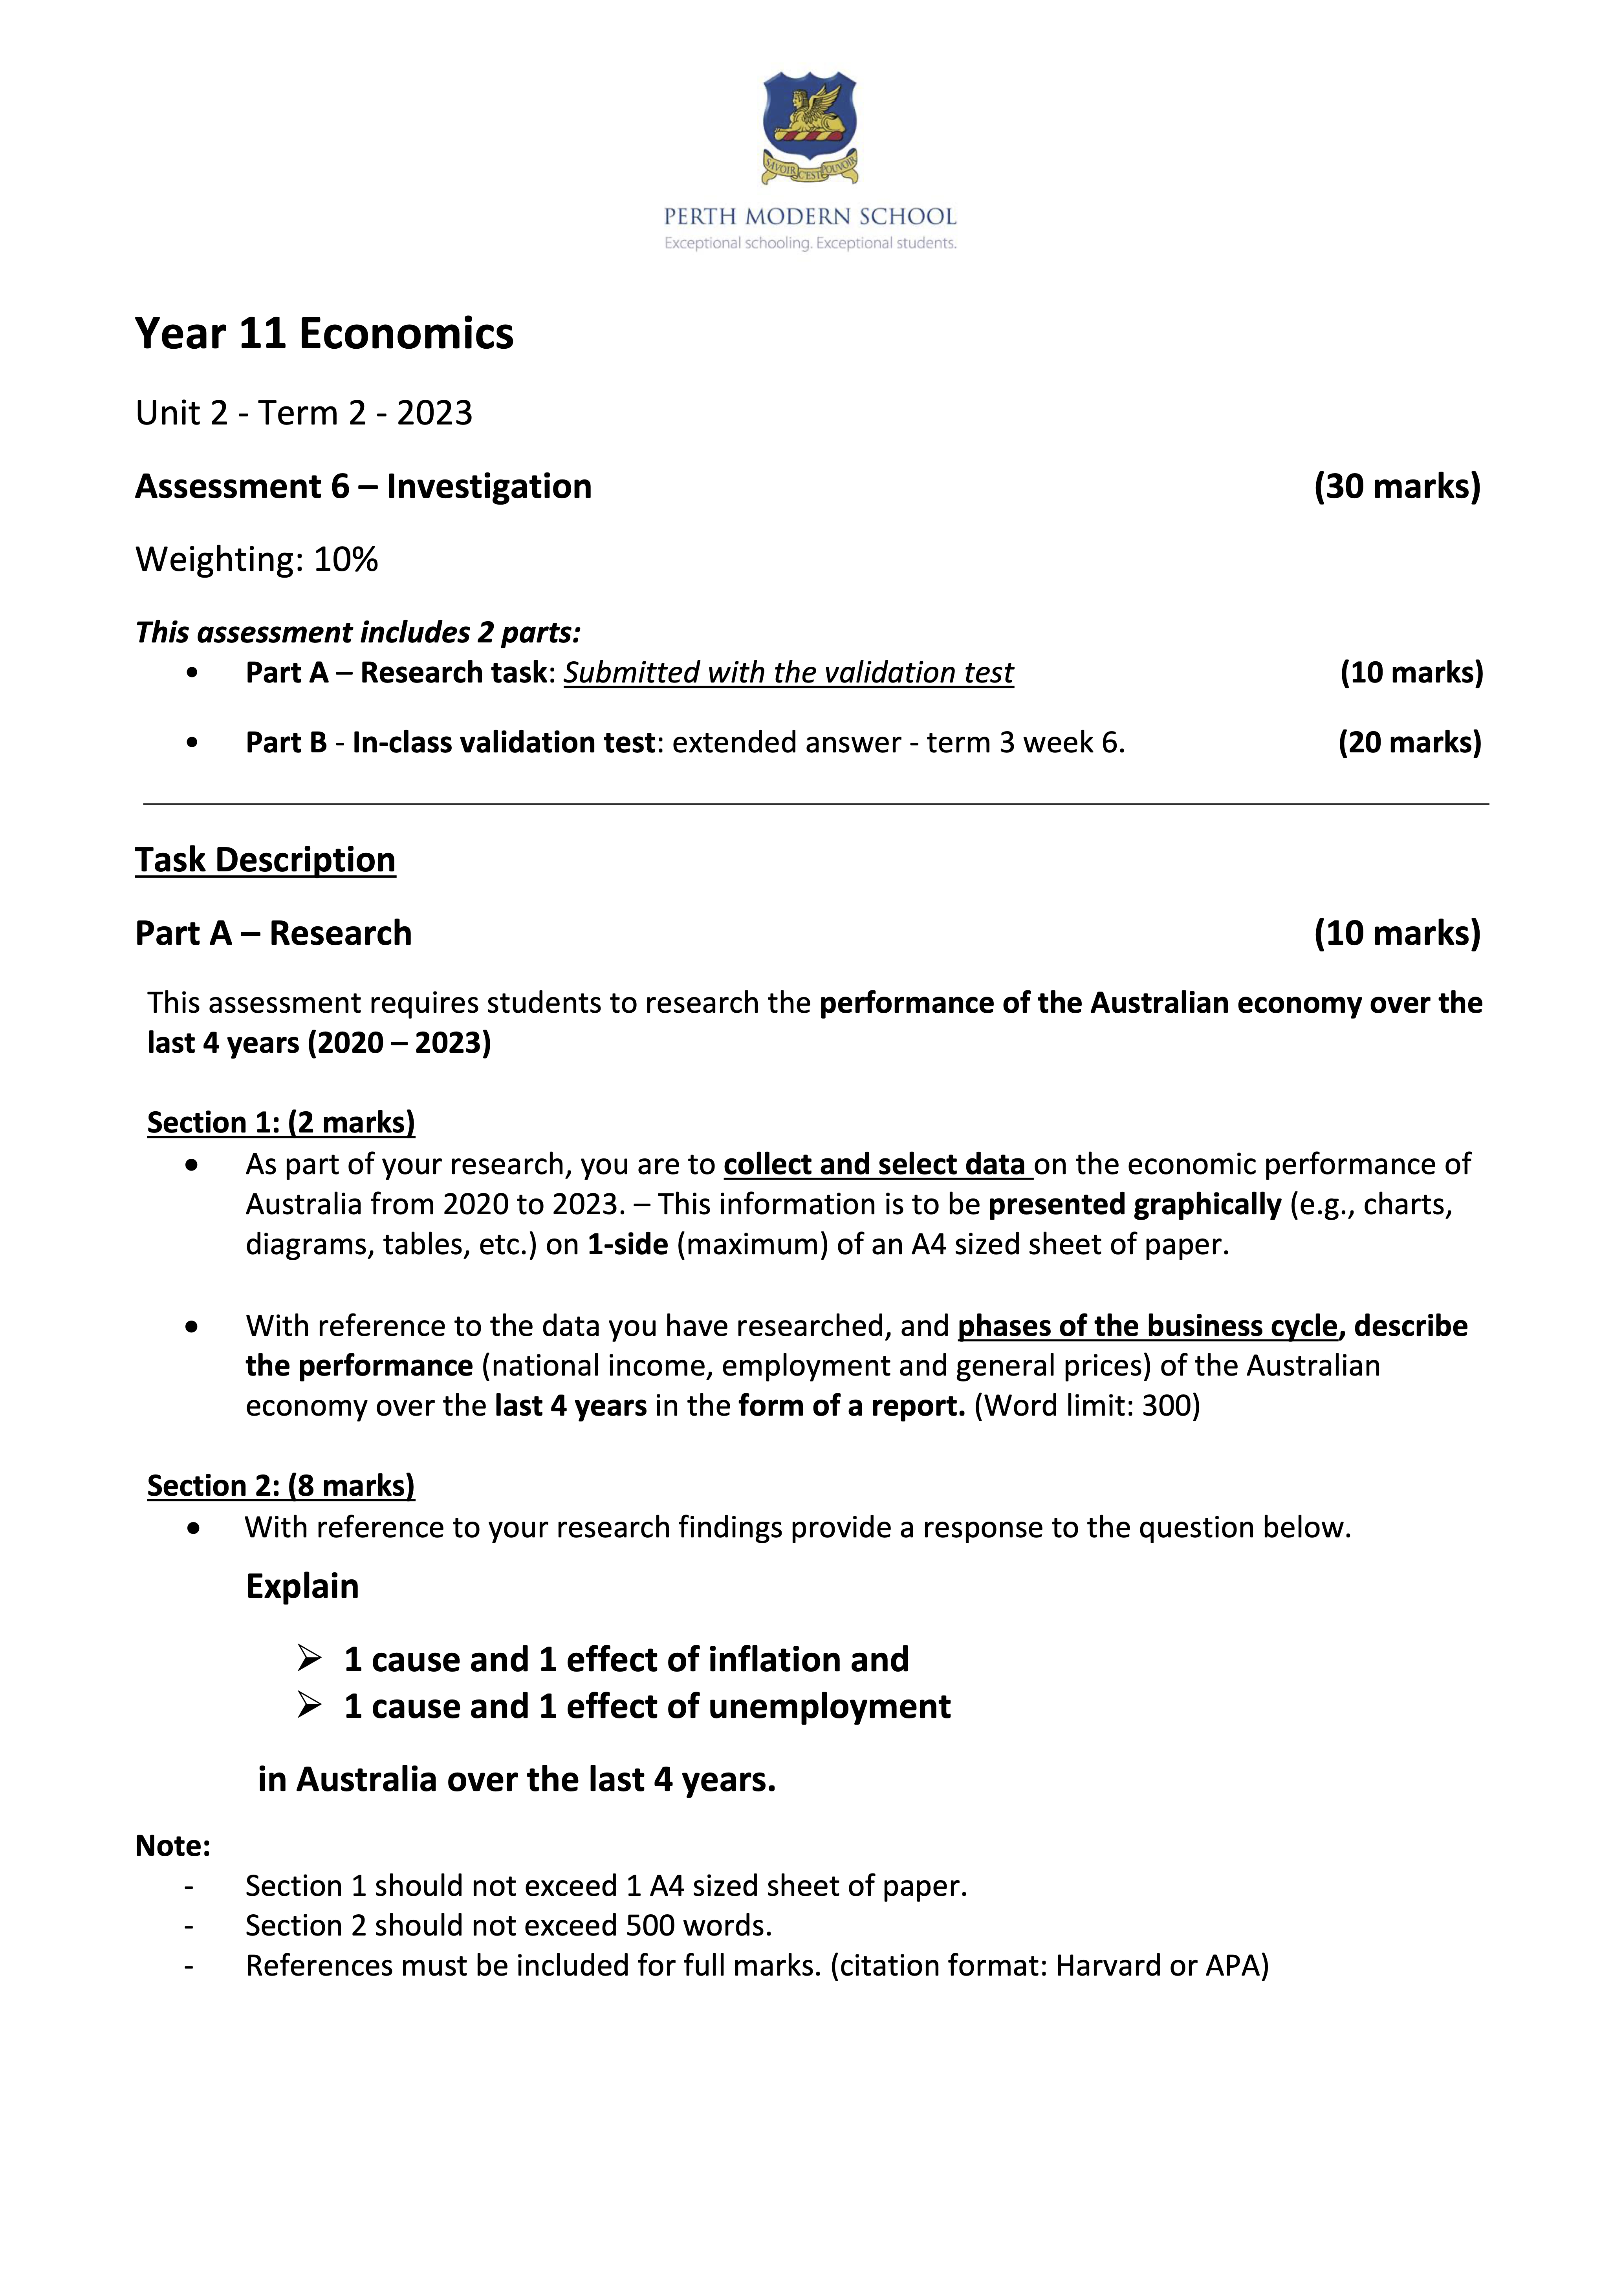 SAVOIR C'EST POUVOIR
PERTH MODERN SCHOOL
Exceptional schooling. Exceptional students.
Year 11 Economics
Unit 2 - Term 2 - 2023
Assessment 6 – Investigation (30 marks)
Weighting: 10%
This assessment includes 2 parts:
• Part A – Research task: Submitted with the validation test (10 marks)
• Part B - In-class validation test: extended answer - term 3 week 6. (20 marks)
Task Description
Part A – Research (10 marks)
This assessment requires students to research the performance of the Australian economy over the
last 4 years (2020 – 2023)
Section 1: (2 marks)
• As part of your research, you are to collect and select data on the economic performance of
Australia from 2020 to 2023. – This information is to be presented graphically (e.g., charts,
diagrams, tables, etc.) on 1-side (maximum) of an A4 sized sheet of paper.
• With reference to the data you have researched, and phases of the business cycle, describe
the performance (national income, employment and general prices) of the Australian
economy over the last 4 years in the form of a report. (Word limit: 300)
Section 2: (8 marks)
• With reference to your research findings provide a response to the question below.
Explain
➢ 1 cause and 1 effect of inflation and
➢ 1 cause and 1 effect of unemployment
in Australia over the last 4 years.
Note:
- Section 1 should not exceed 1 A4 sized sheet of paper.
- Section 2 should not exceed 500 words.
- References must be included for full marks. (citation format: Harvard or APA)